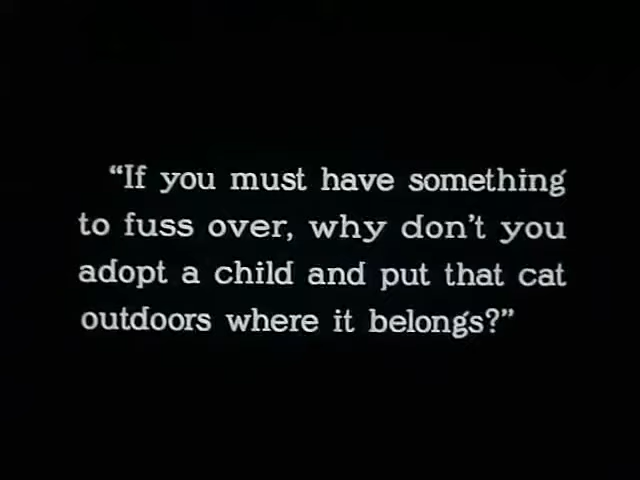 “If you must have something
to fuss over, why don’t you
adopt a child and put that cat
outdoors where it belongs?”